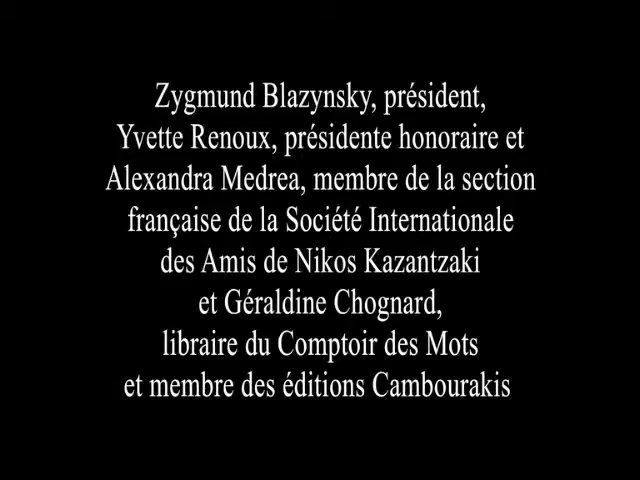 Zygmund Blazynsky, président,
Yvette Renoux, présidente honoraire et
Alexandra Medrea, membre de la section
française de la Société Internationale
des Amis de Nikos Kazantzaki
et Géraldine Chognard,
libraire du Comptoir des Mots
et membre des éditions Cambourakis